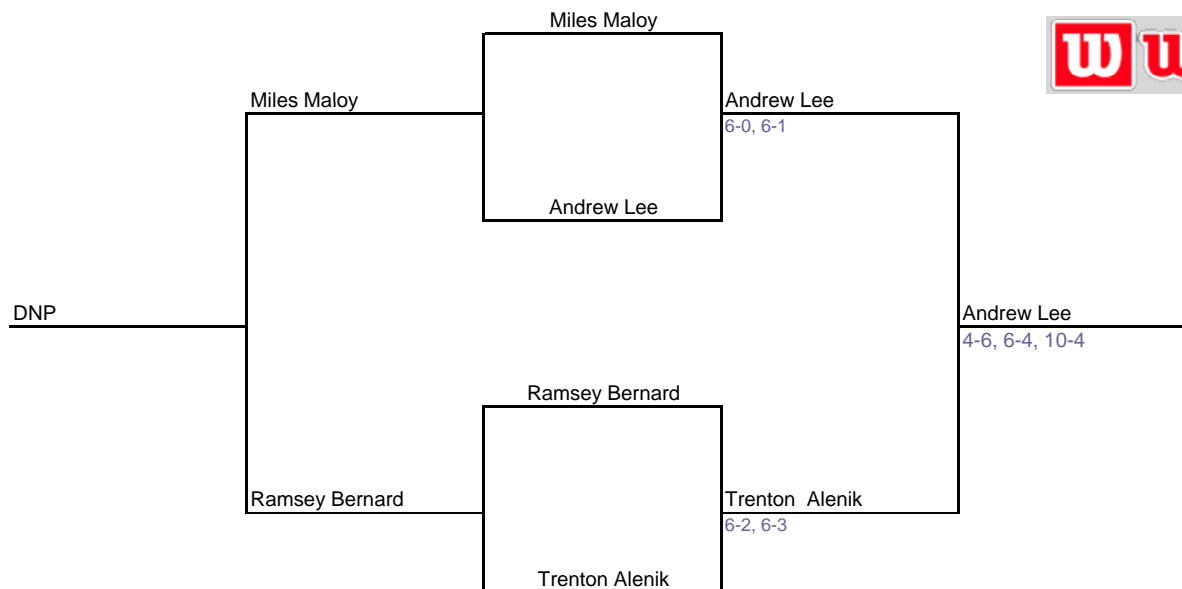 Miles Maloy
Miles Maloy
Andrew Lee
6-0, 6-1
Andrew Lee
DNP
Andrew Lee
4-6, 6-4, 10-4
Ramsey Bernard
Ramsey Bernard
Trenton  Alenik
6-2, 6-3
Trenton Alenik